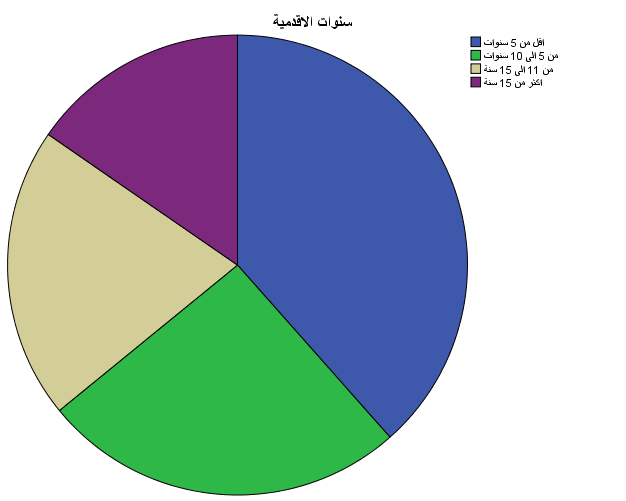 سنوات الاقدمية
اقل من 5 سنوات
من 5 الى 10 سنوات
من 11 الى 15 سنة
اكثر من 15 سنة